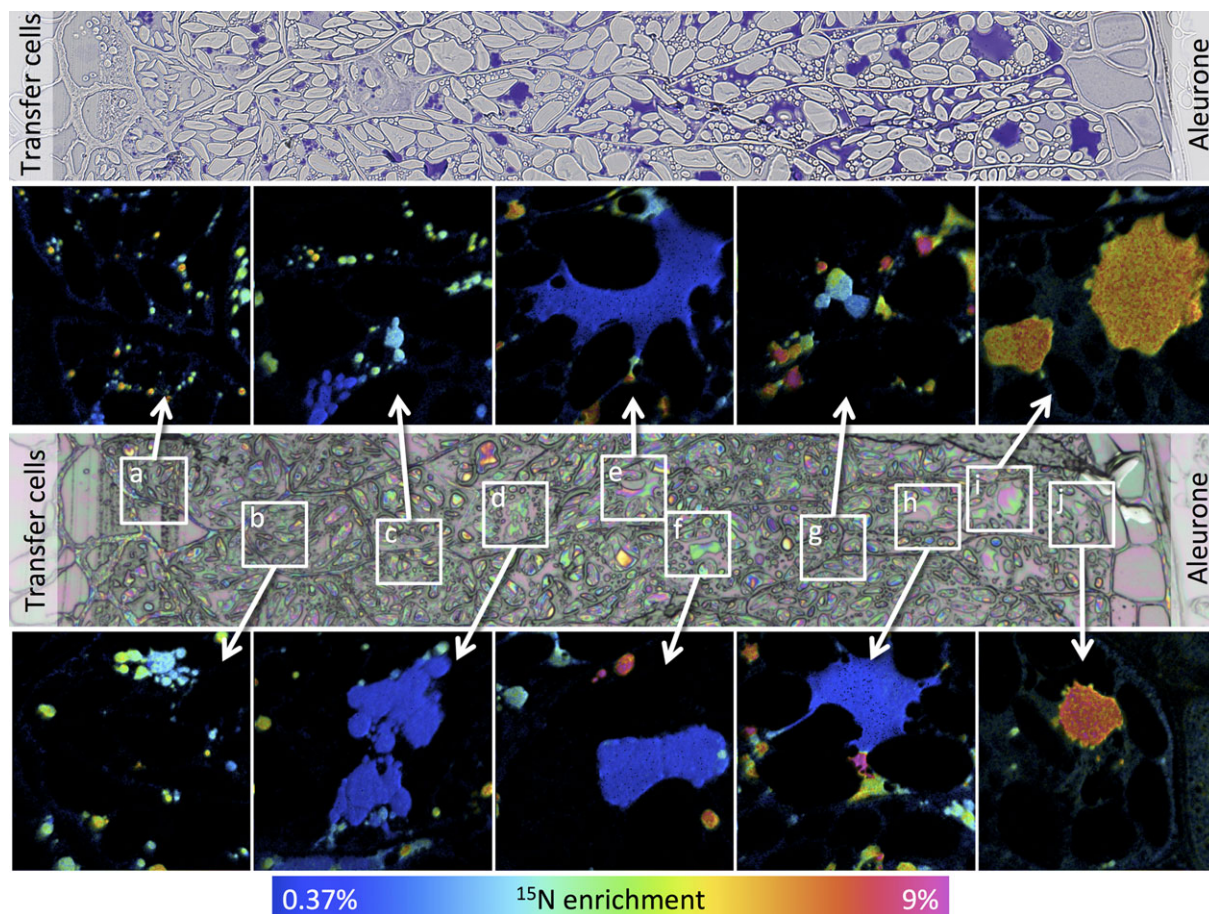 Transfer cells
Aleurone
Transfer cells
a
b
c
d
e
f
g
h
i
j
Aleurone
0.37% ¹⁵N enrichment 9%